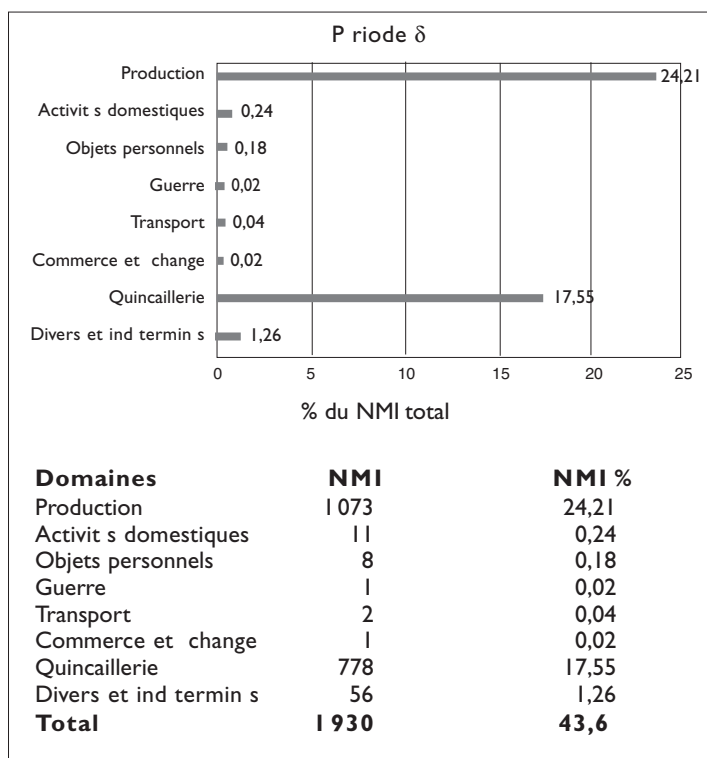 P riode δ
Production 24,21
Activit s domestiques 0,24
Objets personnels 0,18
Guerre 0,02
Transport 0,04
Commerce et change 0,02
Quincaillerie 17,55
Divers et ind termin s 1,26
0 5 10 15 20 25
% du NMI total
Domaines NMI NMI %
Production 1073 24,21
Activit s domestiques 11 0,24
Objets personnels 8 0,18
Guerre 1 0,02
Transport 2 0,04
Commerce et change 1 0,02
Quincaillerie 778 17,55
Divers et ind termin s 56 1,26
Total 1930 43,6